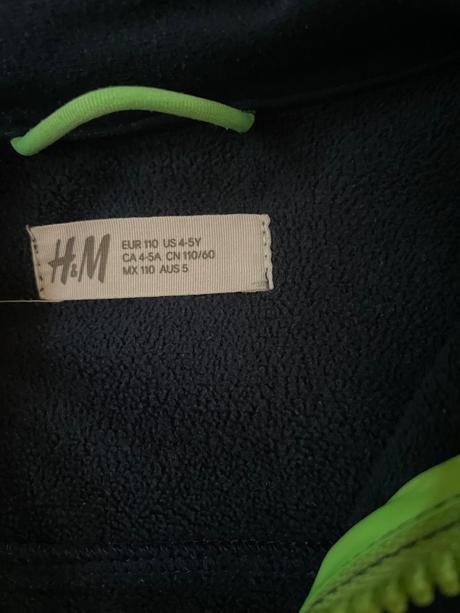 H&M
EUR 110 US 4-5Y
CA 4-5A CN 110/60
MX 110 AUS 5